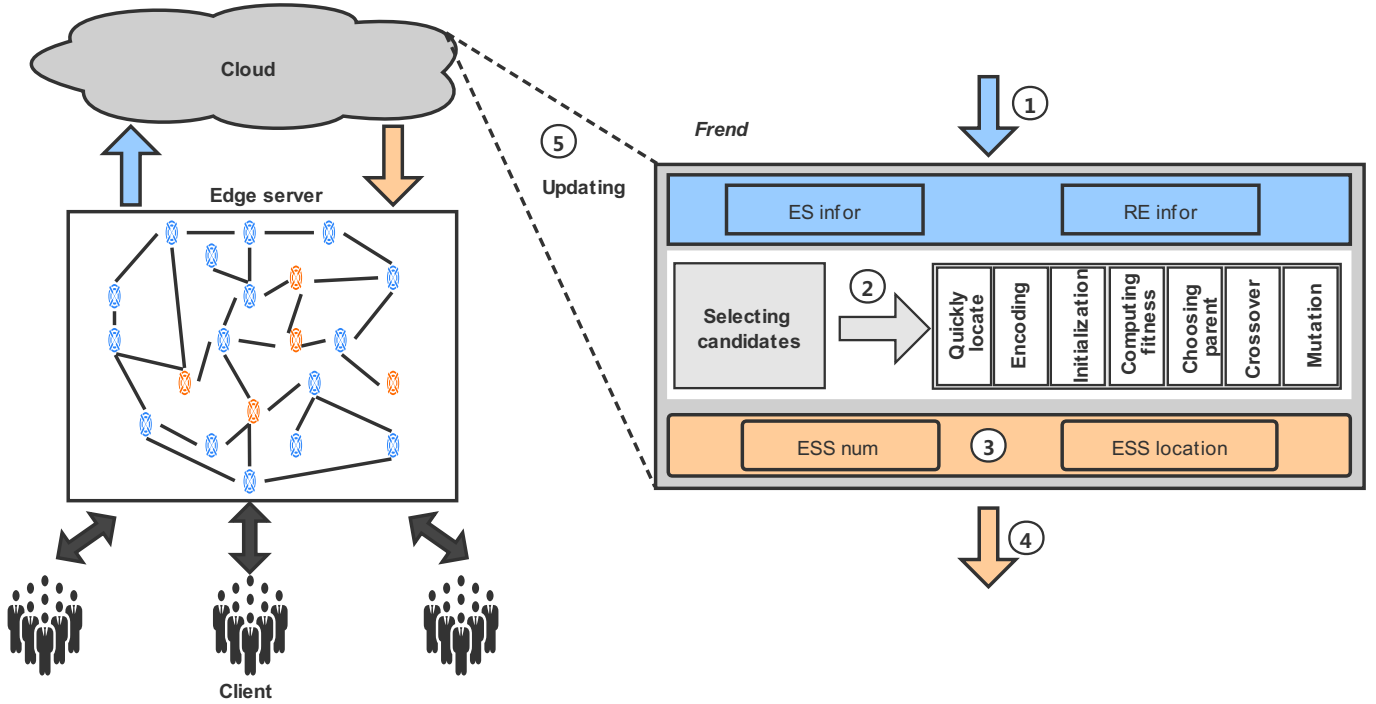 Cloud
5
Updating
Edge server
Client
Frend
1
ES infor
RE infor
Selecting
candidates
2
Quickly
locate
Encoding
Initialization
Computing
fitness
Choosing
parent
Crossover
Mutation
ESS num
3
ESS location
4